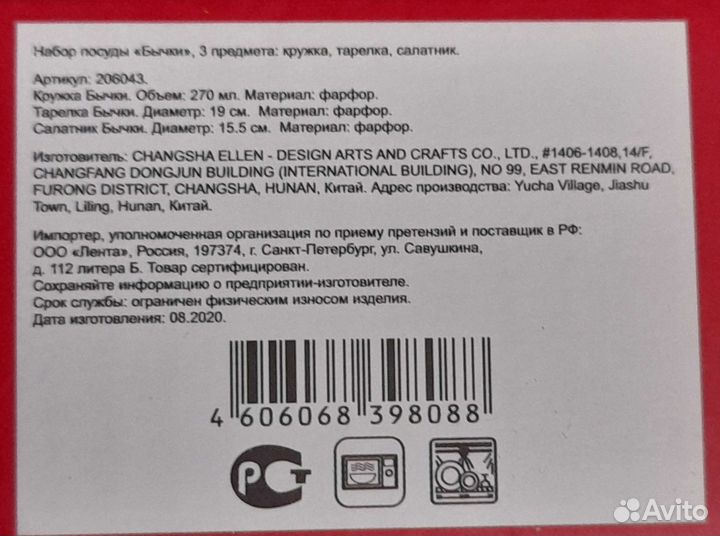 Набор посуды «Бычки», 3 предмета: кружка, тарелка, салатник.
Артикул: 206043.
Кружка Бычки. Объем: 270 мл. Материал: фарфор.
Тарелка Бычки. Диаметр: 19 см. Материал: фарфор.
Салатник Бычки. Диаметр: 15.5 см. Материал: фарфор.
Изготовитель: CHANGSHA ELLEN - DESIGN ARTS AND CRAFTS CO., LTD., #1406-1408,14/F,
CHANGFANG DONGJUN BUILDING (INTERNATIONAL BUILDING), NO 99, EAST RENMIN ROAD,
FURONG DISTRICT, CHANGSHA, HUNAN, Китай. Адрес производства: Yucha Village, Jiashu
Town, Liling, Hunan, Китай.
Импортер, уполномоченная организация по приему претензий и поставщик в РФ:
ООО «Лента», Россия, 197374, г. Санкт-Петербург, ул. Савушкина,
д. 112 литера Б. Товар сертифицирован.
Сохраняйте информацию о предприятии-изготовителе.
Срок службы: ограничен физическим износом изделия.
Дата изготовления: 08.2020.
4 606068 398088
РСТ
Avito